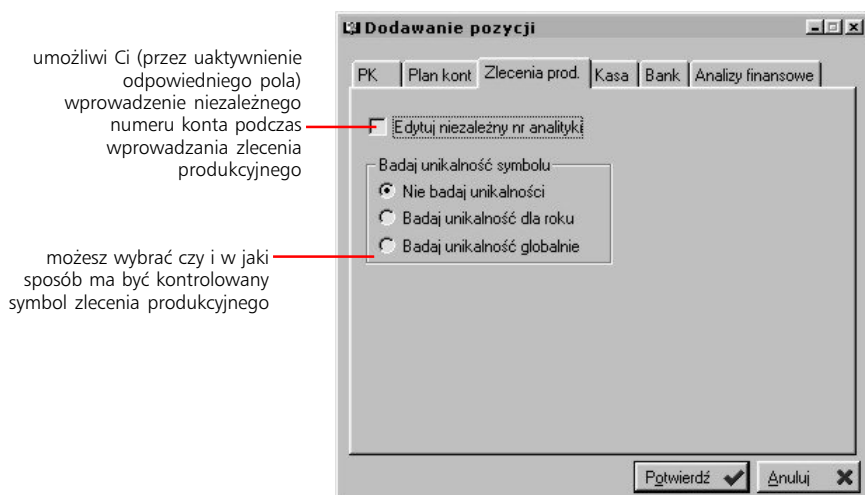 Dodawanie pozycji
umożliwi Ci (przez uaktywnienie
odpowiedniego pola)
wprowadzenie niezależnego
numeru konta podczas
wprowadzania zlecenia
produkcyjnego
PK Plan kont Zlecenia prod. Kasa Bank Analizy finansowe
Edytuj niezależny nr analityki
Badaj unikalność symbolu
Nie badaj unikalności
Badaj unikalność dla roku
Badaj unikalność globalnie
możesz wybrać czy i w jaki
sposób ma być kontrolowany
symbol zlecenia produkcyjnego
Potwierdź Anuluj